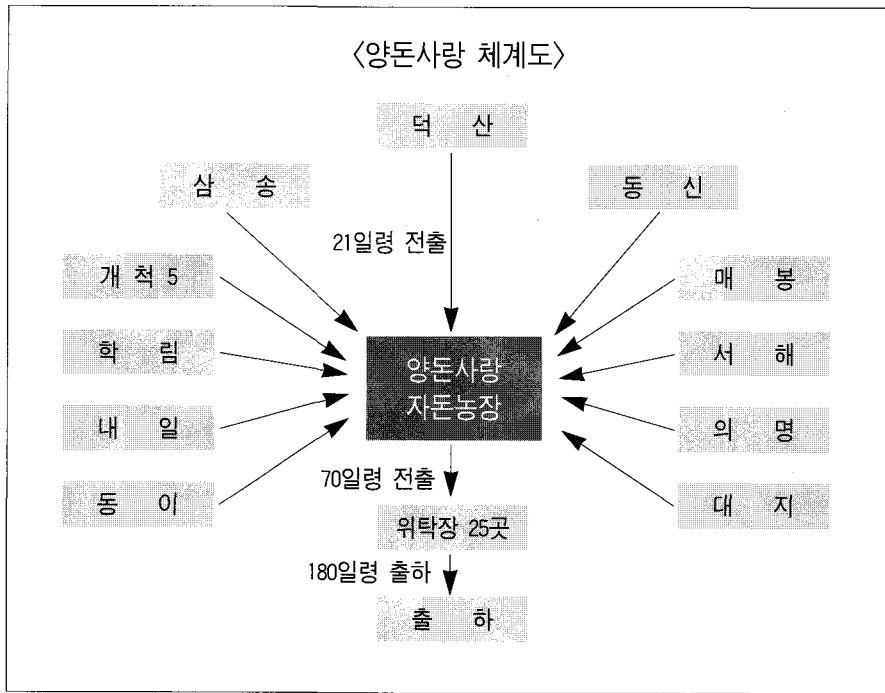 〈양돈사랑 체계도〉
덕 산
삼 송
동 신
21일령 전출
개 척 5
매 봉
학 림
서 해
양돈사랑
자돈농장
내 일
의 명
70일령 전출
동 이
대 지
위탁장 25곳
180일령 출하
출 하